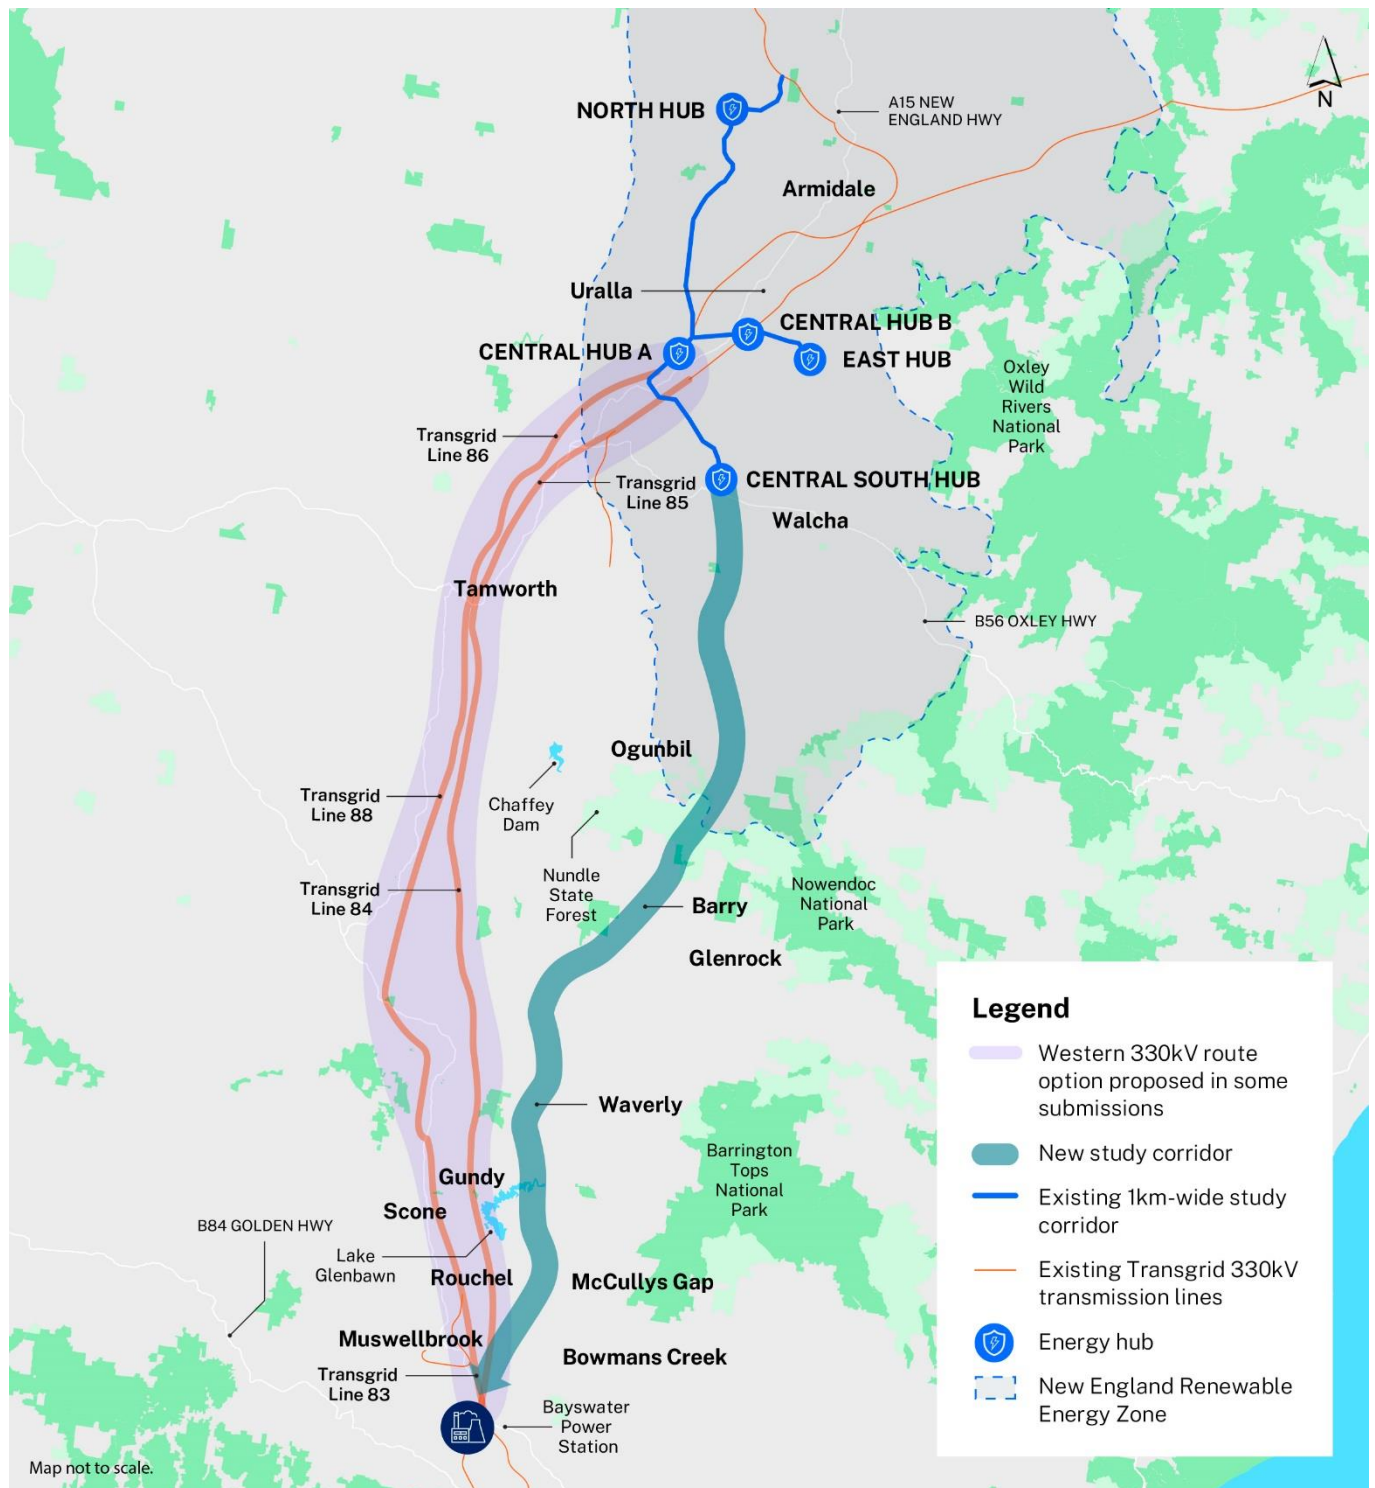 N
NORTH HUB
A15 NEW
ENGLAND HWY
Armidale
Uralla
CENTRAL HUB B
CENTRAL HUB A
EAST HUB
Oxley
Wild
Rivers
National
Park
Transgrid
Line 86
Transgrid
Line 85
CENTRAL SOUTH HUB
Walcha
Tamworth
B56 OXLEY HWY
Ogunbil
Chaffey
Dam
Transgrid
Line 88
Nundle
State
Forest
Transgrid
Line 84
Nowendoc
National
Park
Barry
Glenrock
Legend
Western 330kV route
option proposed in some
submissions
New study corridor
Existing 1km-wide study
corridor
Existing Transgrid 330kV
transmission lines
Energy hub
New England Renewable
Energy Zone
Waverly
Barrington
Tops
National
Park
Gundy
Scone
B84 GOLDEN HWY
Lake
Glenbawn
Rouchel
McCullys Gap
Muswellbrook
Bowmans Creek
Transgrid
Line 83
Bayswater
Power
Station
Map not to scale.